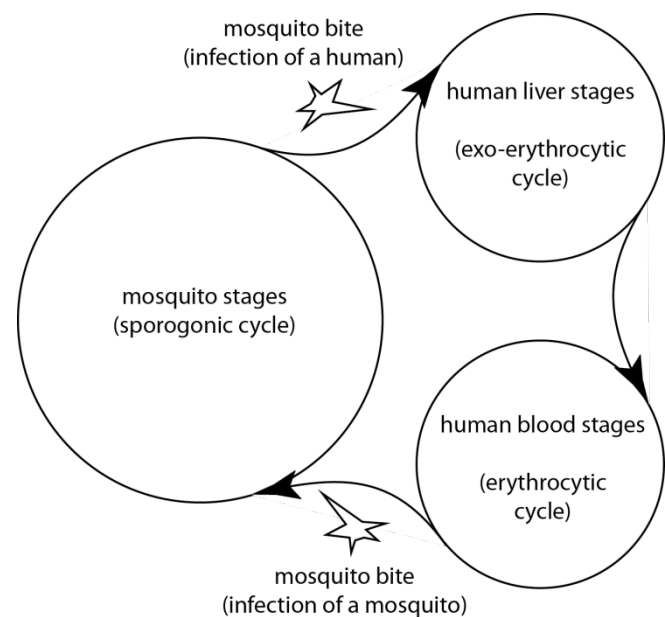 mosquito bite
(infection of a human)
human liver stages
(exo-erythrocytic
cycle)
mosquito stages
(sporogonic cycle)
human blood stages
(erythrocytic
cycle)
mosquito bite
(infection of a mosquito)